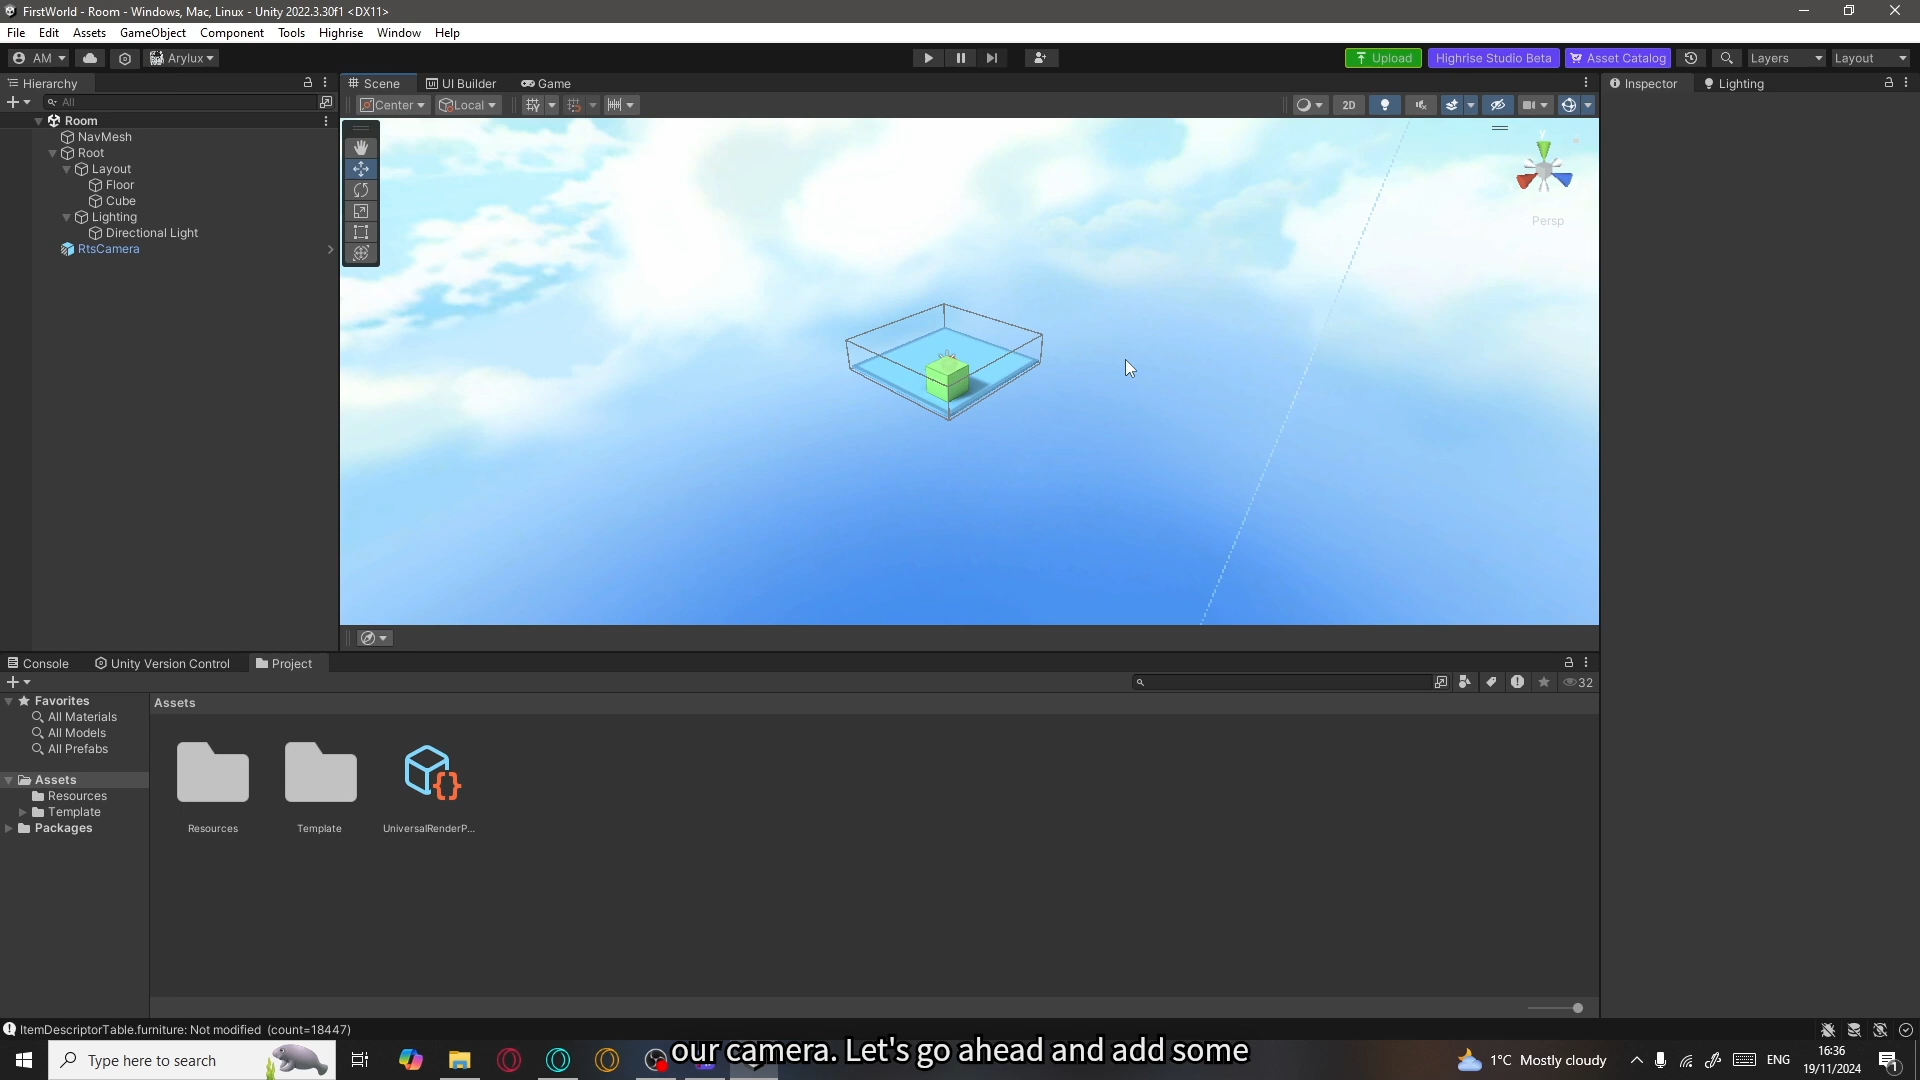 FirstWorld - Room - Windows, Mac, Linux - Unity 2022.3.30f1 <DX11>
File Edit Assets GameObject Component Tools Highrise Window Help
AM Arylux Upload Highrise Studio Beta Asset Catalog Layers Layout
Hierarchy Scene UI Builder Game Inspector Lighting
All Center Local 2D
Room
NavMesh
Root
Layout
Floor
Cube
Lighting
Directional Light
RtsCamera
y
Persp
Console Unity Version Control Project
32
Favorites
All Materials
All Models
All Prefabs
Assets
Resources
Template
Packages
Assets
Resources Template UniversalRenderP...
ItemDescriptorTable.furniture: Not modified (count=18447)
our camera. Let's go ahead and add some
Type here to search
1°C Mostly cloudy
ENG
16:36
19/11/2024
1